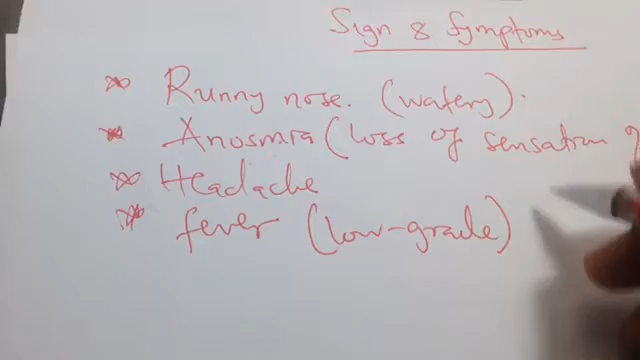 Sign & Symptoms
Runny nose. (watery).
Anosmia (loss of sensation
Headache
fever (low-grade)